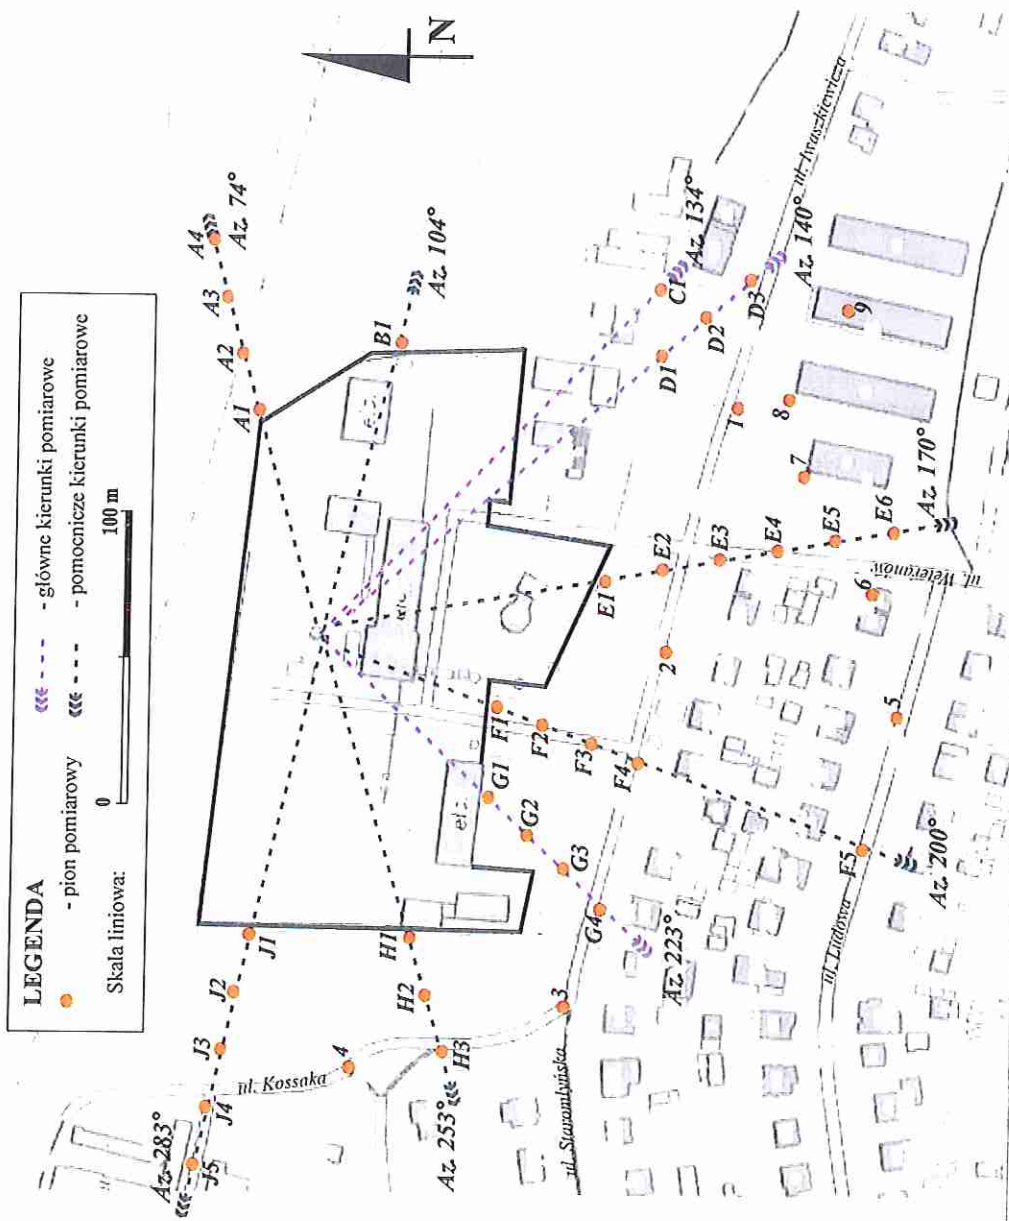 LEGENDA
- pion pomiarowy
- główne kierunki pomiarowe
- pomocnicze kierunki pomiarowe
Skala liniowa:
0
100 m
N
A4
Az. 74°
A3
A2
A1
B1
Az. 104°
C1
Az. 134°
D1
D2
D3
Az. 140°
ul. Iwaszkiewicza
1
8
9
7
E1
E2
E3
E4
E5
E6
Az. 170°
ul. Weteranów
6
2
5
F1
F2
F3
F4
F5
Az. 200°
ul. Ludowa
G1
G2
G3
G4
Az. 223°
3
ul. Staromłyńska
H1
H2
H3
Az. 253°
4
ul. Kossaka
J1
J2
J3
J4
J5
Az. 283°